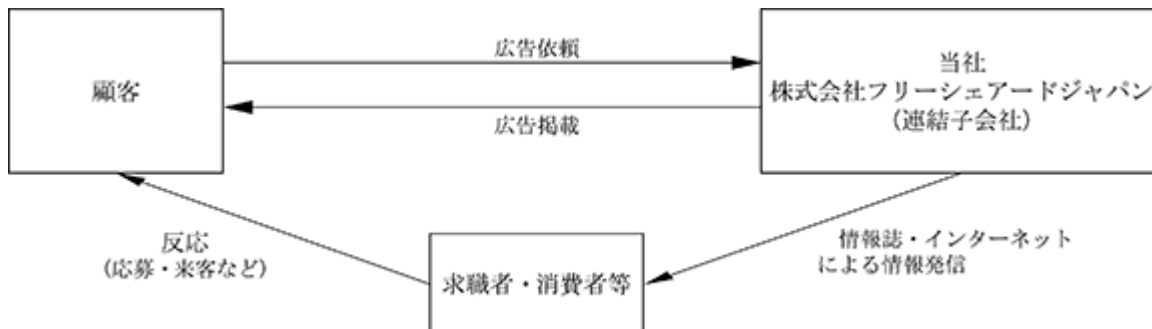 広告依頼
顧客
当社
株式会社フリーシェアードジャパン
(連結子会社)
広告掲載
反応
(応募・来客など)
求職者・消費者等
情報誌・インターネット
による情報発信